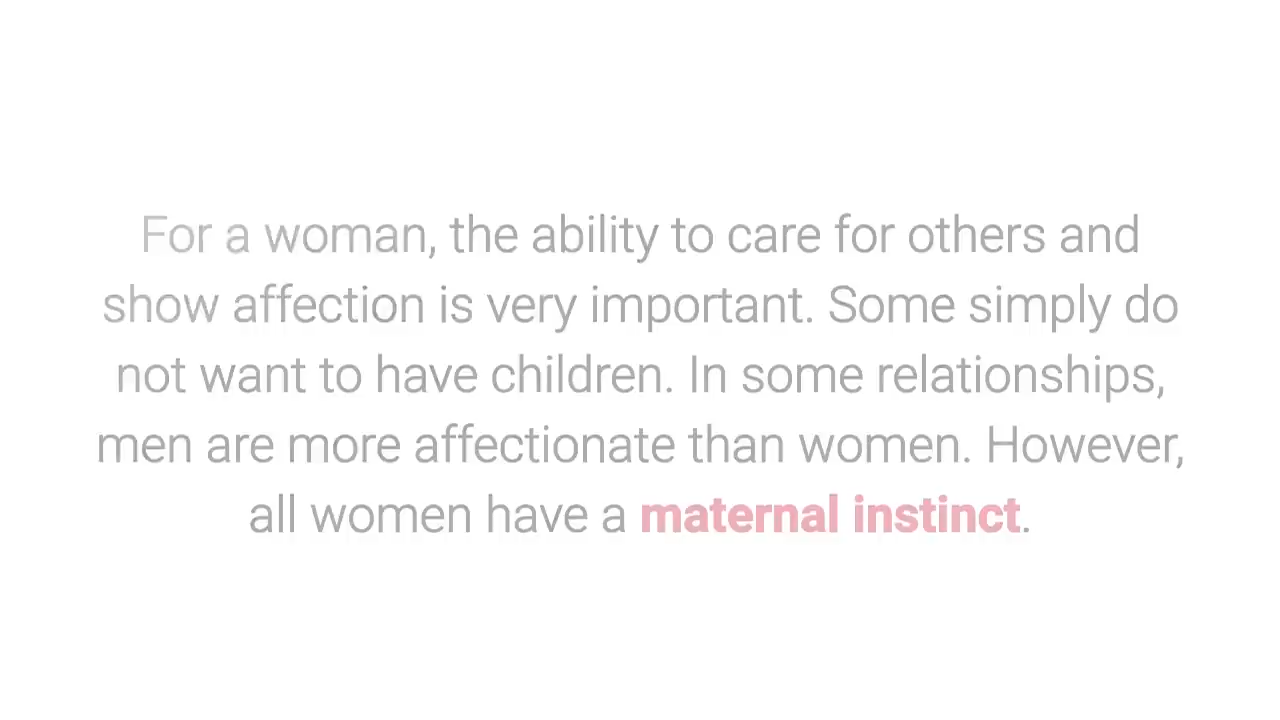 For a woman, the ability to care for others and
show affection is very important. Some simply do
not want to have children. In some relationships,
men are more affectionate than women. However,
all women have a maternal instinct.